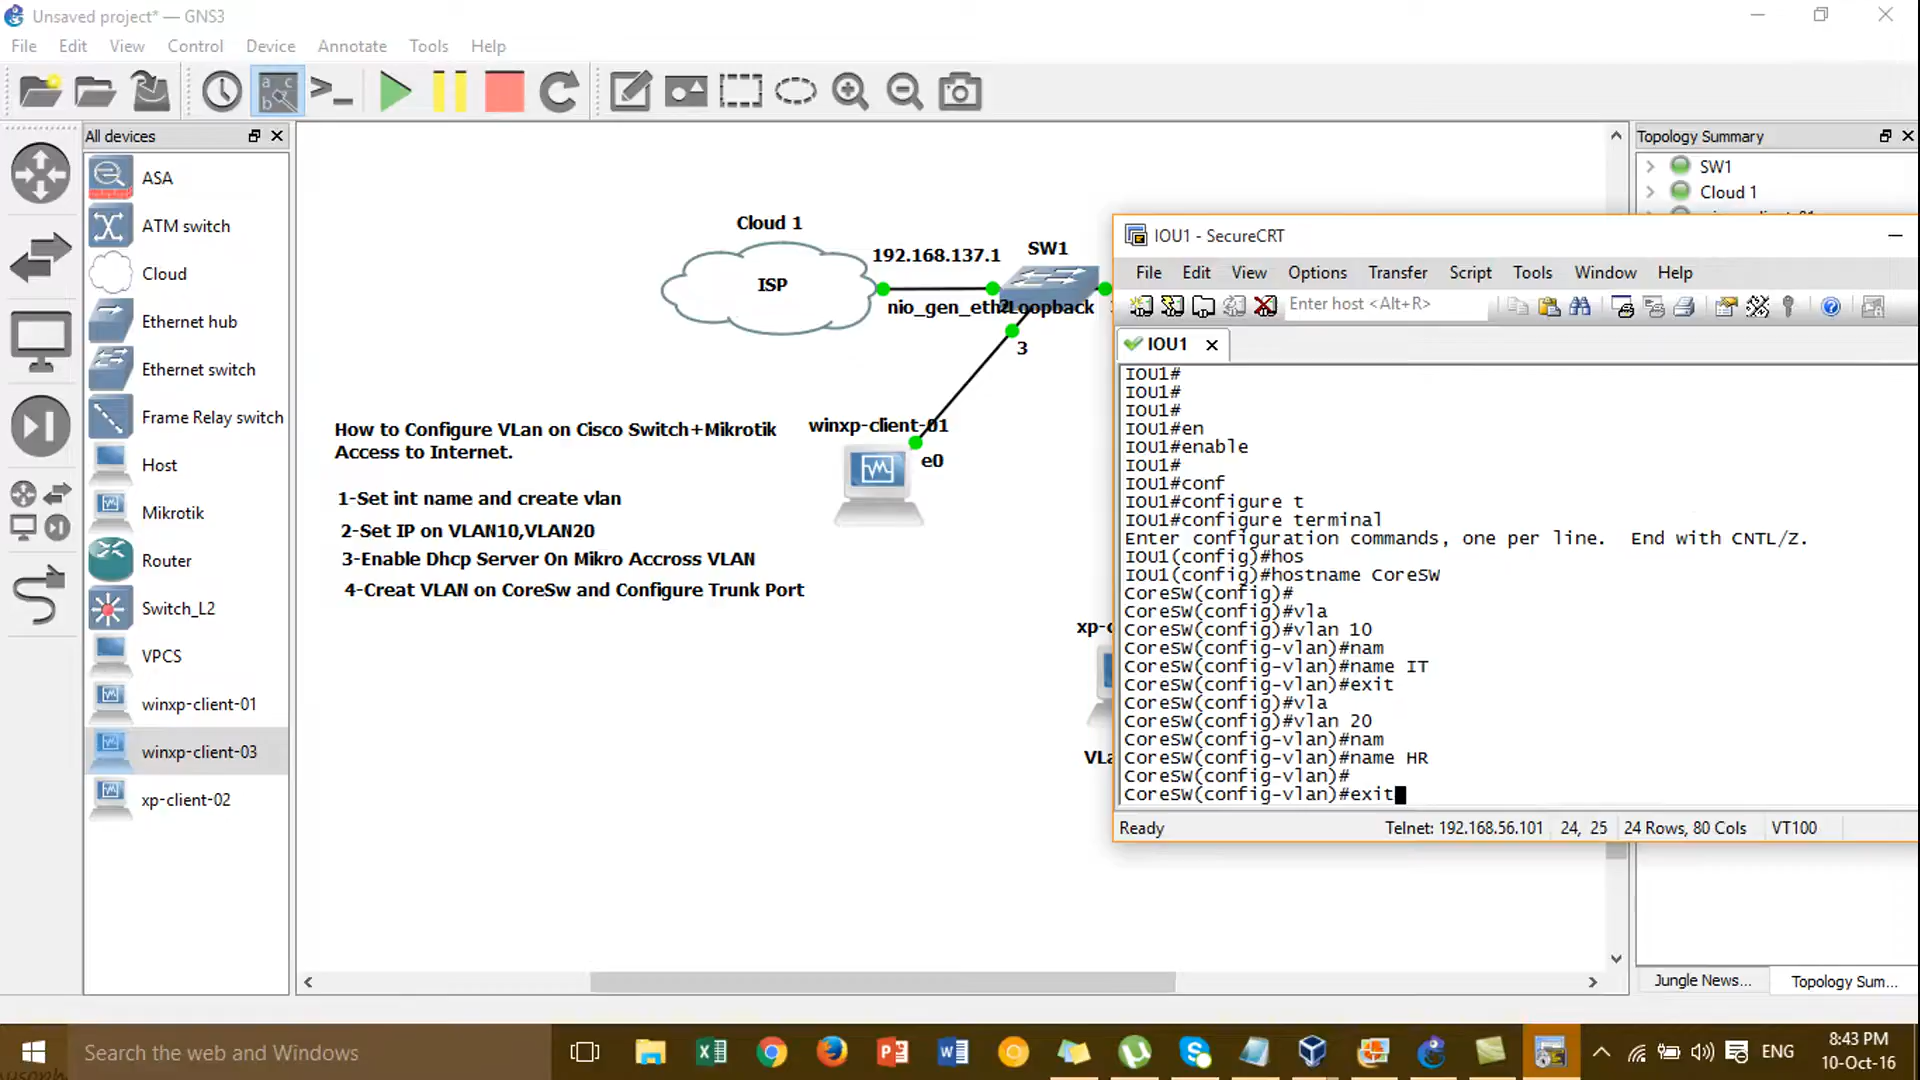 Unsaved project* — GNS3
File Edit View Control Device Annotate Tools Help
All devices
ASA
ATM switch
Cloud
Ethernet hub
Ethernet switch
Frame Relay switch
Host
Mikrotik
Router
Switch_L2
VPCS
winxp-client-01
winxp-client-03
xp-client-02
Cloud 1
ISP
192.168.137.1
SW1
nio_gen_eth
2
Loopback
3
winxp-client-01
e0
How to Configure VLan on Cisco Switch+Mikrotik
Access to Internet.
1-Set int name and create vlan
2-Set IP on VLAN10,VLAN20
3-Enable Dhcp Server On Mikro Accross VLAN
4-Creat VLAN on CoreSw and Configure Trunk Port
Topology Summary
SW1
Cloud 1
IOU1 - SecureCRT
File Edit View Options Transfer Script Tools Window Help
Enter host <Alt+R>
IOU1
IOU1#
IOU1#
IOU1#
IOU1#en
IOU1#enable
IOU1#
IOU1#conf
IOU1#configure t
IOU1#configure terminal
Enter configuration commands, one per line.  End with CNTL/Z.
IOU1(config)#hos
IOU1(config)#hostname CoreSW
CoreSW(config)#
CoreSW(config)#vla
CoreSW(config)#vlan 10
CoreSW(config-vlan)#nam
CoreSW(config-vlan)#name IT
CoreSW(config-vlan)#exit
CoreSW(config)#vla
CoreSW(config)#vlan 20
CoreSW(config-vlan)#nam
CoreSW(config-vlan)#name HR
CoreSW(config-vlan)#
CoreSW(config-vlan)#exit
Ready Telnet: 192.168.56.101 24, 25 24 Rows, 80 Cols VT100
Jungle News... Topology Sum...
Search the web and Windows
ENG
8:43 PM
10-Oct-16